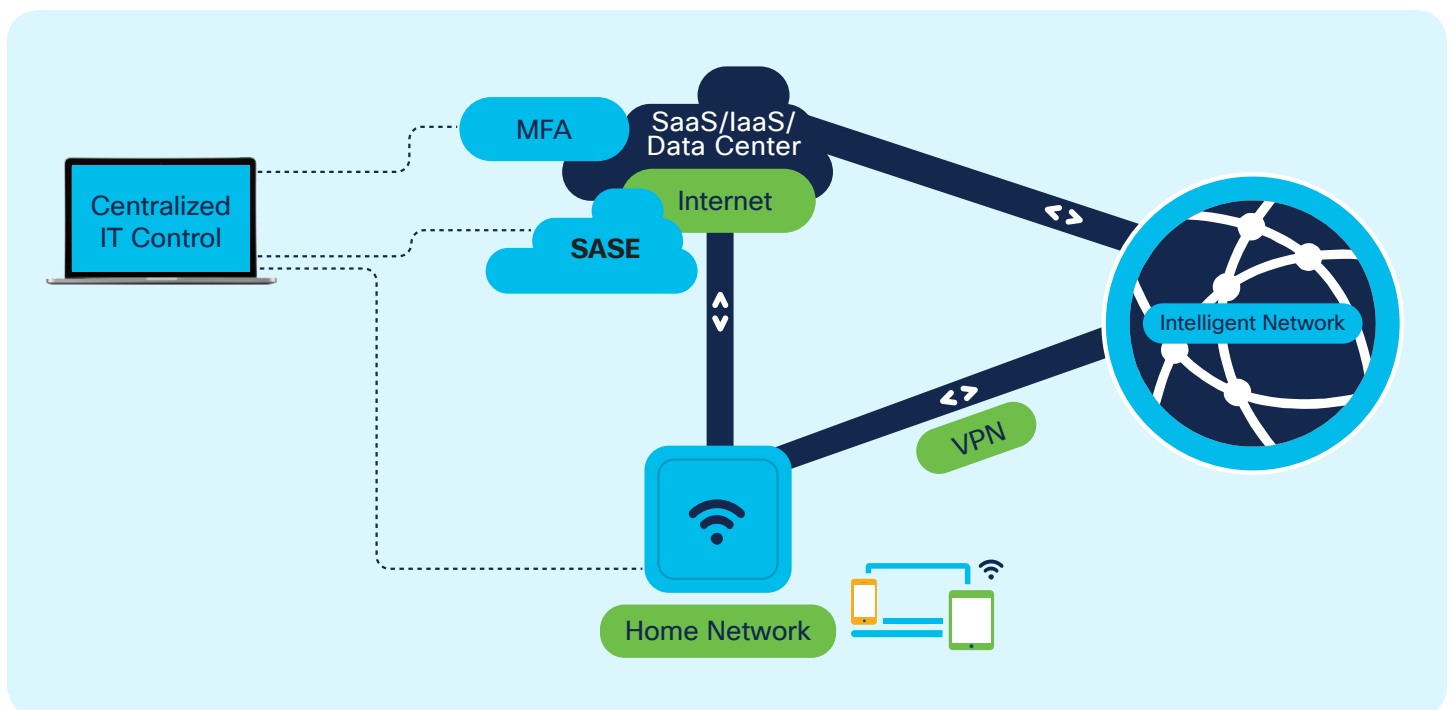 MFA
SaaS/IaaS/
Data Center
Centralized
IT Control
Internet
SASE
Intelligent Network
VPN
Home Network